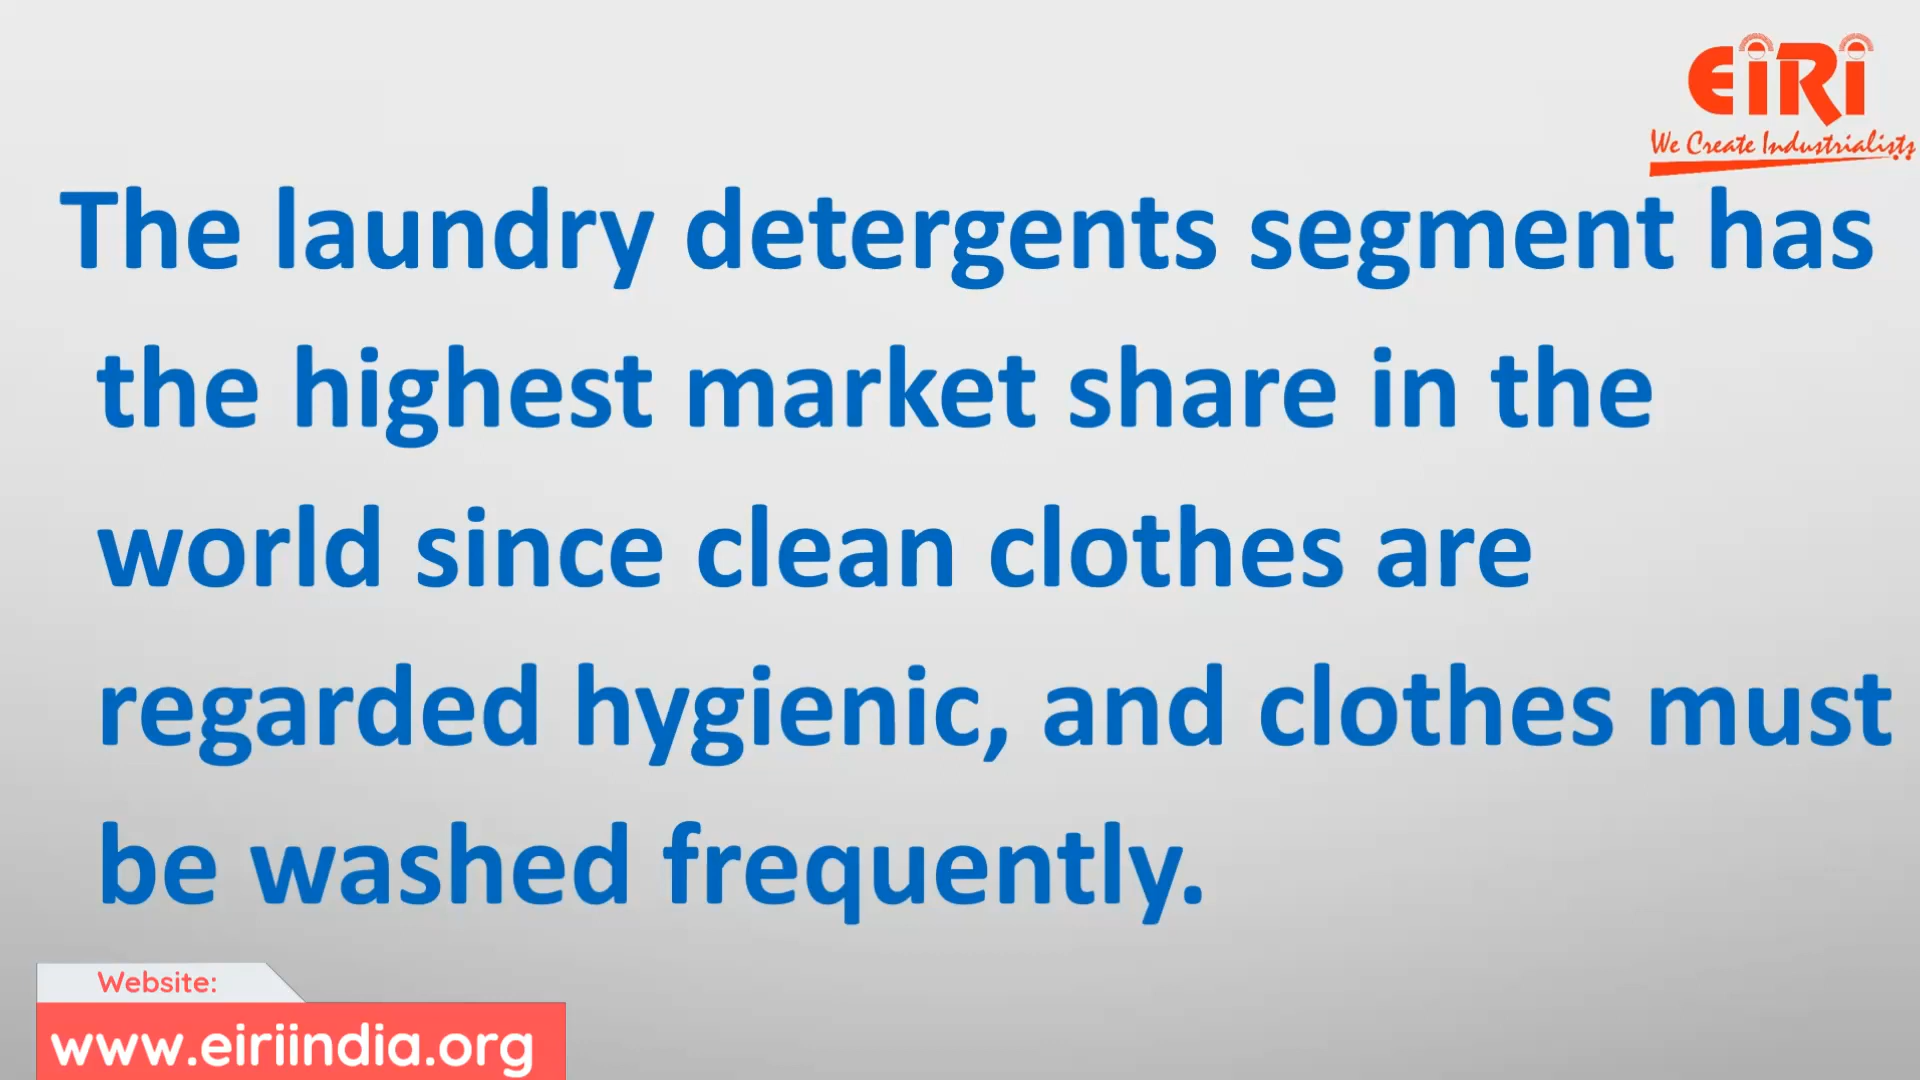 EiRi
We Create Industrialists
The laundry detergents segment has
the highest market share in the
world since clean clothes are
regarded hygienic, and clothes must
be washed frequently.
Website:
www.eiriindia.org